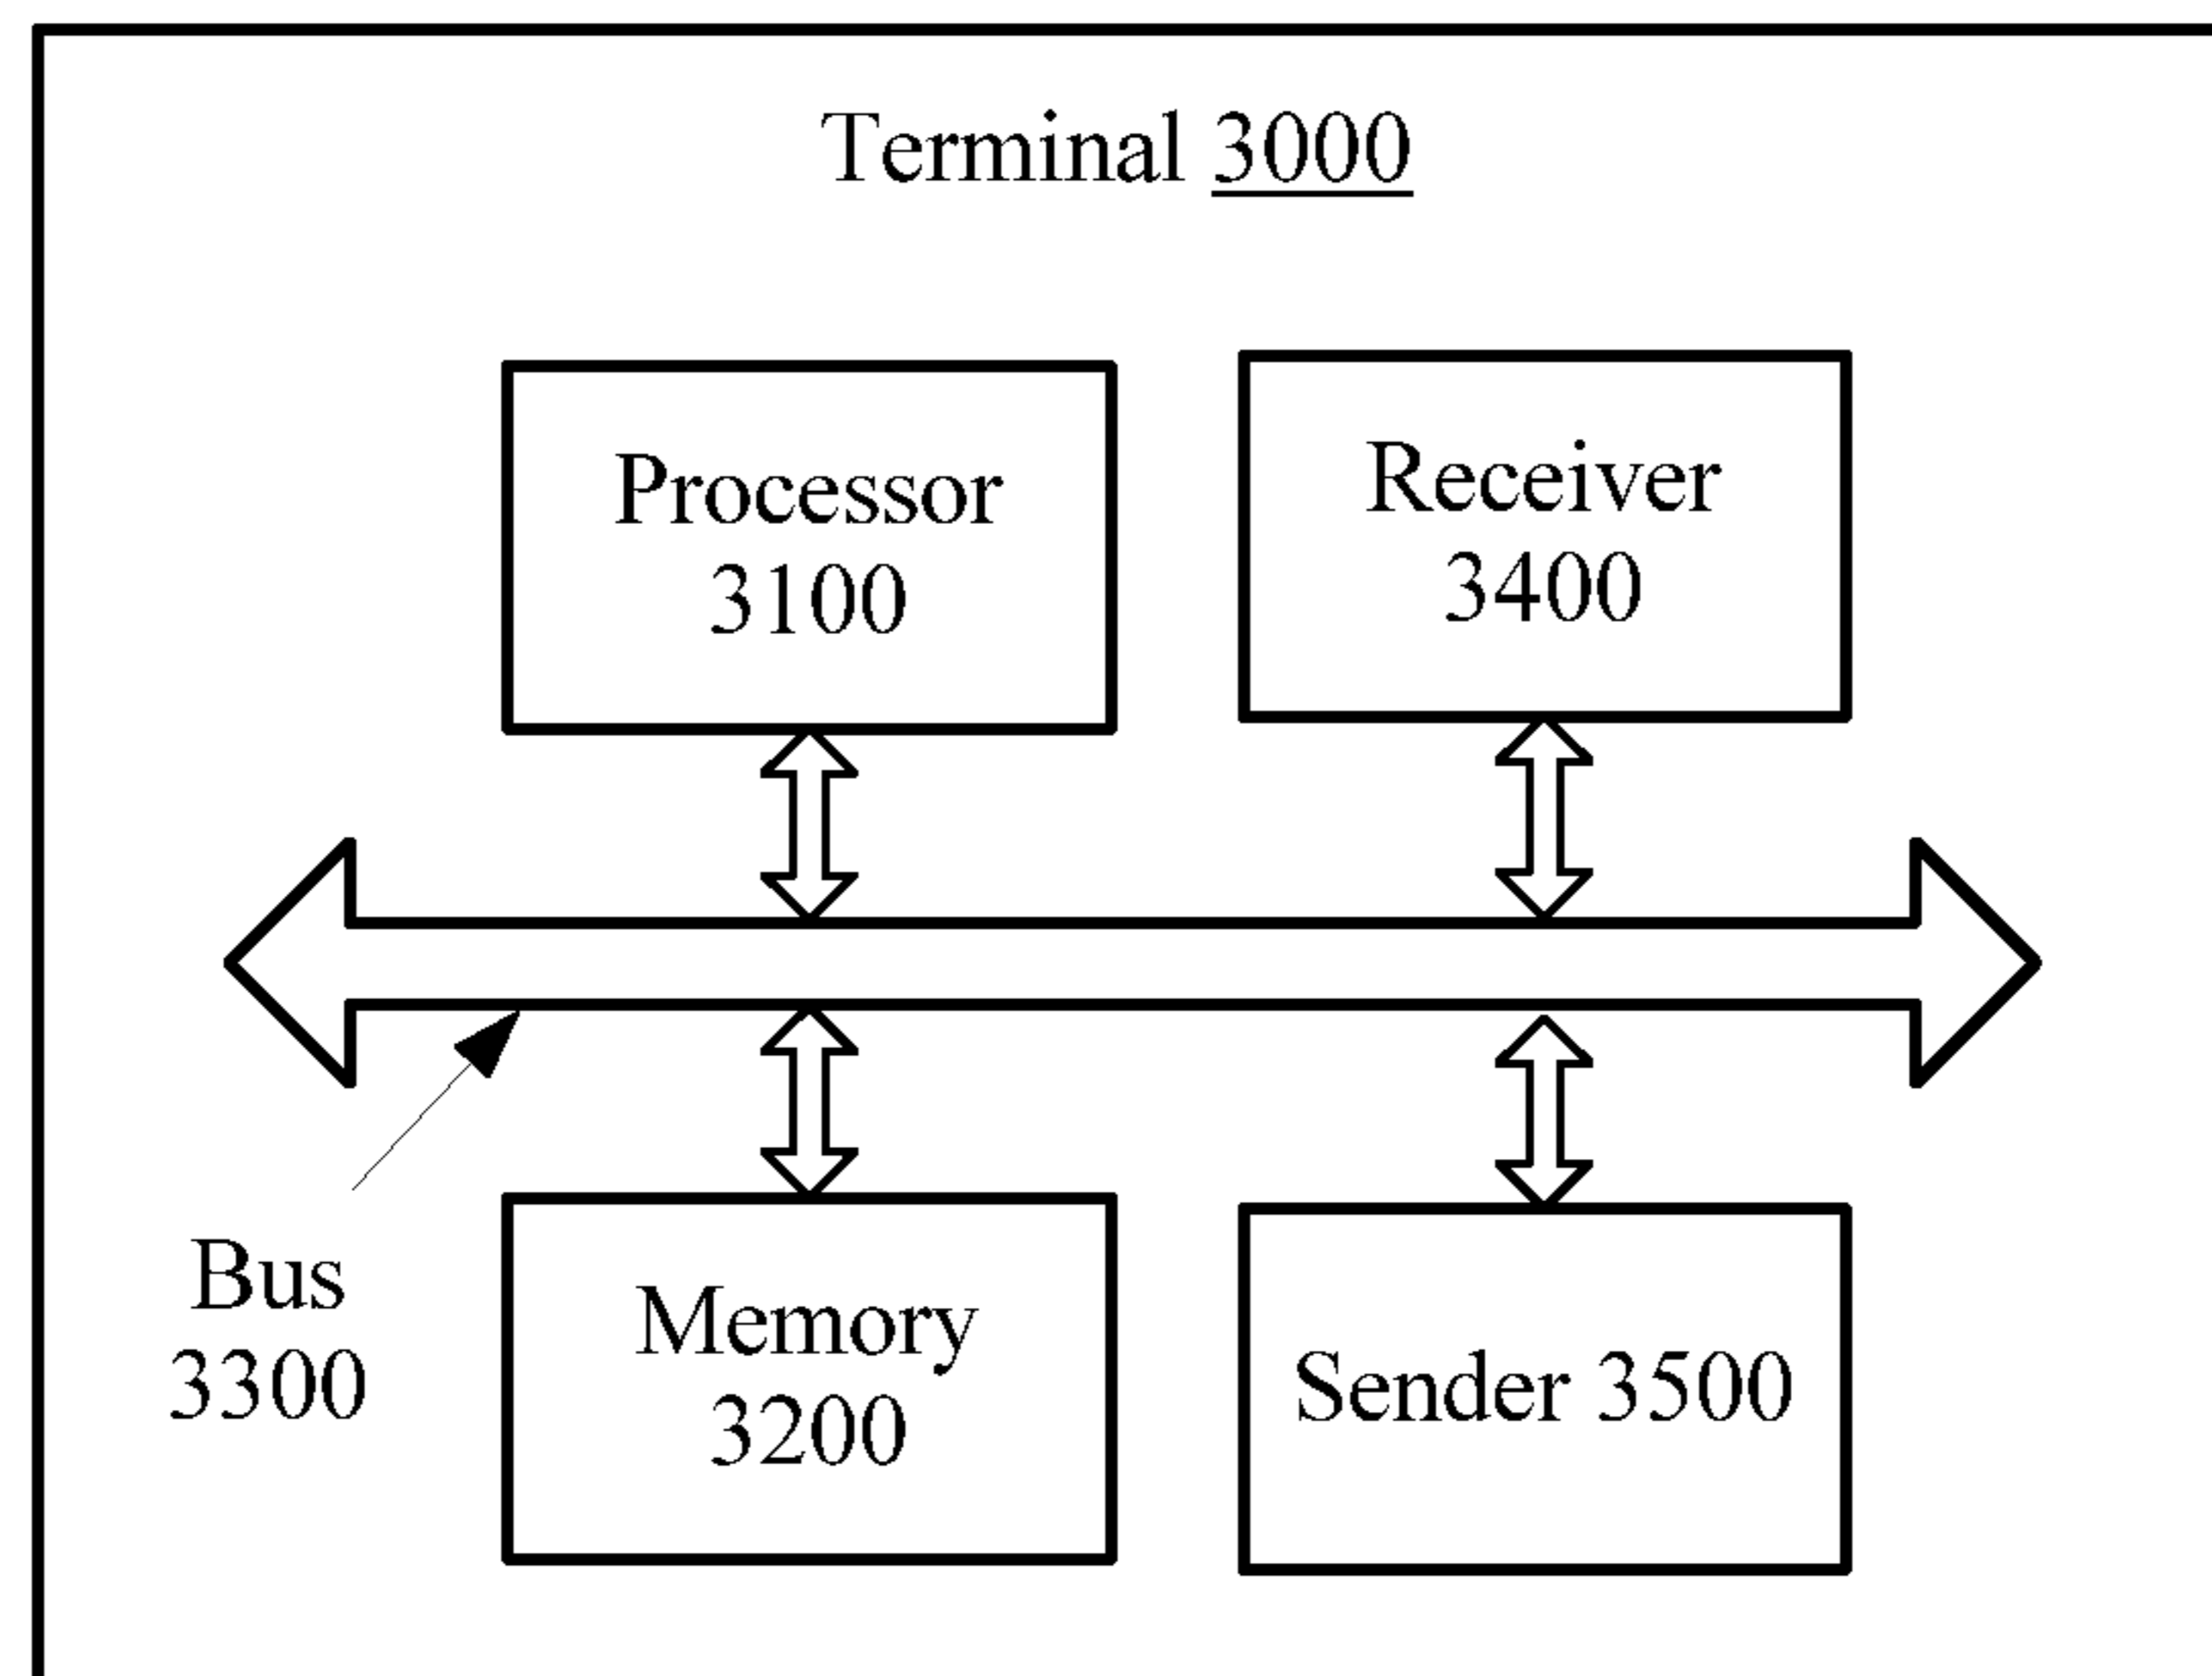 Terminal 3000
Processor
3100
Receiver
3400
Bus
3300
Memory
3200
Sender 3500